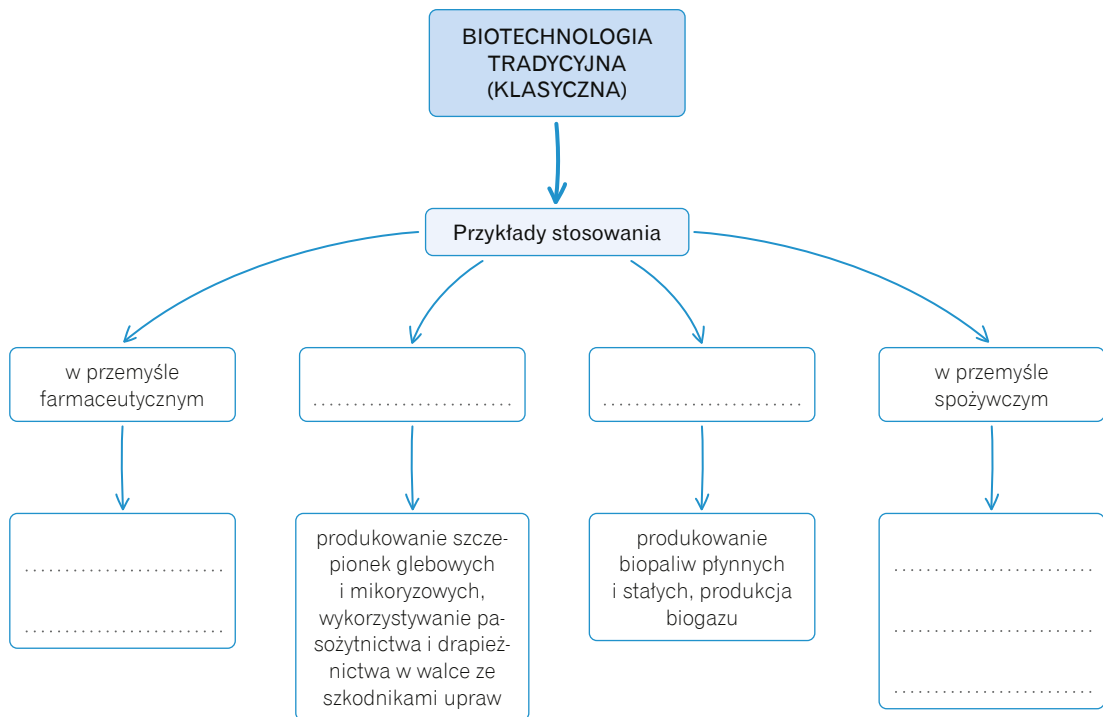 BIOTECHNOLOGIA
TRADYCYJNA
(KLASYCZNA)
Przykłady stosowania
w przemyśle
farmaceutycznym
........................
........................
w przemyśle
spożywczym
........................
........................
produkowanie szcze-
pionek glebowych
i mikoryzowych,
wykorzystywanie pa-
sożytnictwa i drapież-
nictwa w walce ze
szkodnikami upraw
produkowanie
biopaliw płynnych
i stałych, produkcja
biogazu
........................
........................
........................